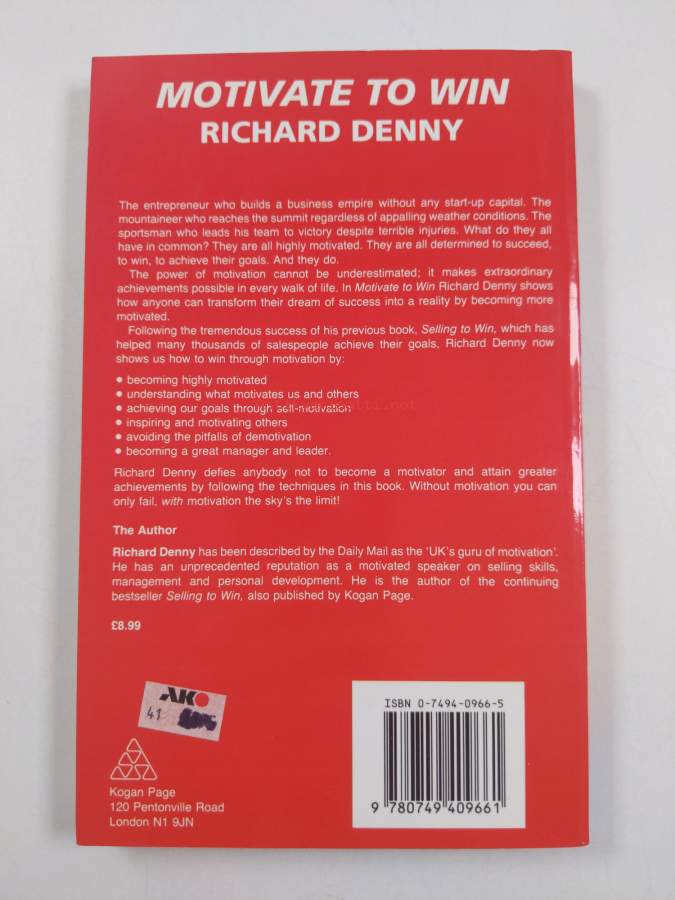 MOTIVATE TO WIN
RICHARD DENNY
The entrepreneur who builds a business empire without any start-up capital. The
mountaineer who reaches the summit regardless of appalling weather conditions. The
sportsman who leads his team to victory despite terrible injuries. What do they all
have in common? They are all highly motivated. They are all determined to succeed,
to win, to achieve their goals. And they do.
The power of motivation cannot be underestimated; it makes extraordinary
achievements possible in every walk of life. In Motivate to Win Richard Denny shows
how anyone can transform their dream of success into a reality by becoming more
motivated.
Following the tremendous success of his previous book, Selling to Win, which has
helped many thousands of salespeople achieve their goals, Richard Denny now
shows us how to win through motivation by:
• becoming highly motivated
• understanding what motivates us and others
• achieving our goals through self-motivation
• inspiring and motivating others
• avoiding the pitfalls of demotivation
• becoming a great manager and leader.
Richard Denny defies anybody not to become a motivator and attain greater
achievements by following the techniques in this book. Without motivation you can
only fail, with motivation the sky's the limit!
The Author
Richard Denny has been described by the Daily Mail as the 'UK's guru of motivation'.
He has an unprecedented reputation as a motivated speaker on selling skills,
management and personal development. He is the author of the continuing
bestseller Selling to Win, also published by Kogan Page.
£8.99
AKO
41
ISBN 0-7494-0966-5
9 780749 409661
Kogan Page
120 Pentonville Road
London N1 9JN